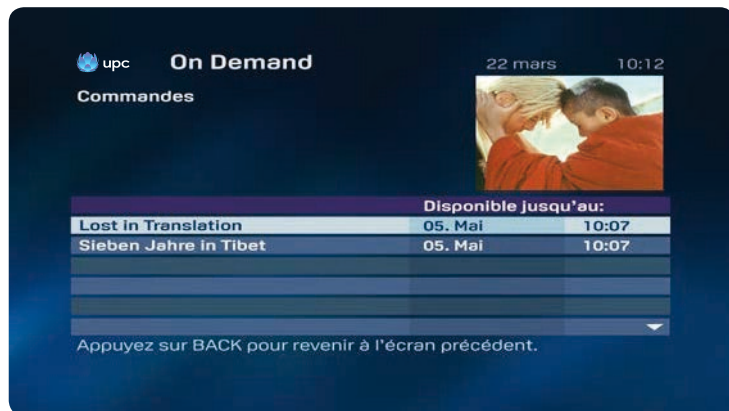 upc On Demand 22 mars 10:12
Commandes
Disponible jusqu'au:
Lost in Translation 05. Mai 10:07
Sieben Jahre in Tibet 05. Mai 10:07
Appuyez sur BACK pour revenir à l'écran précédent.